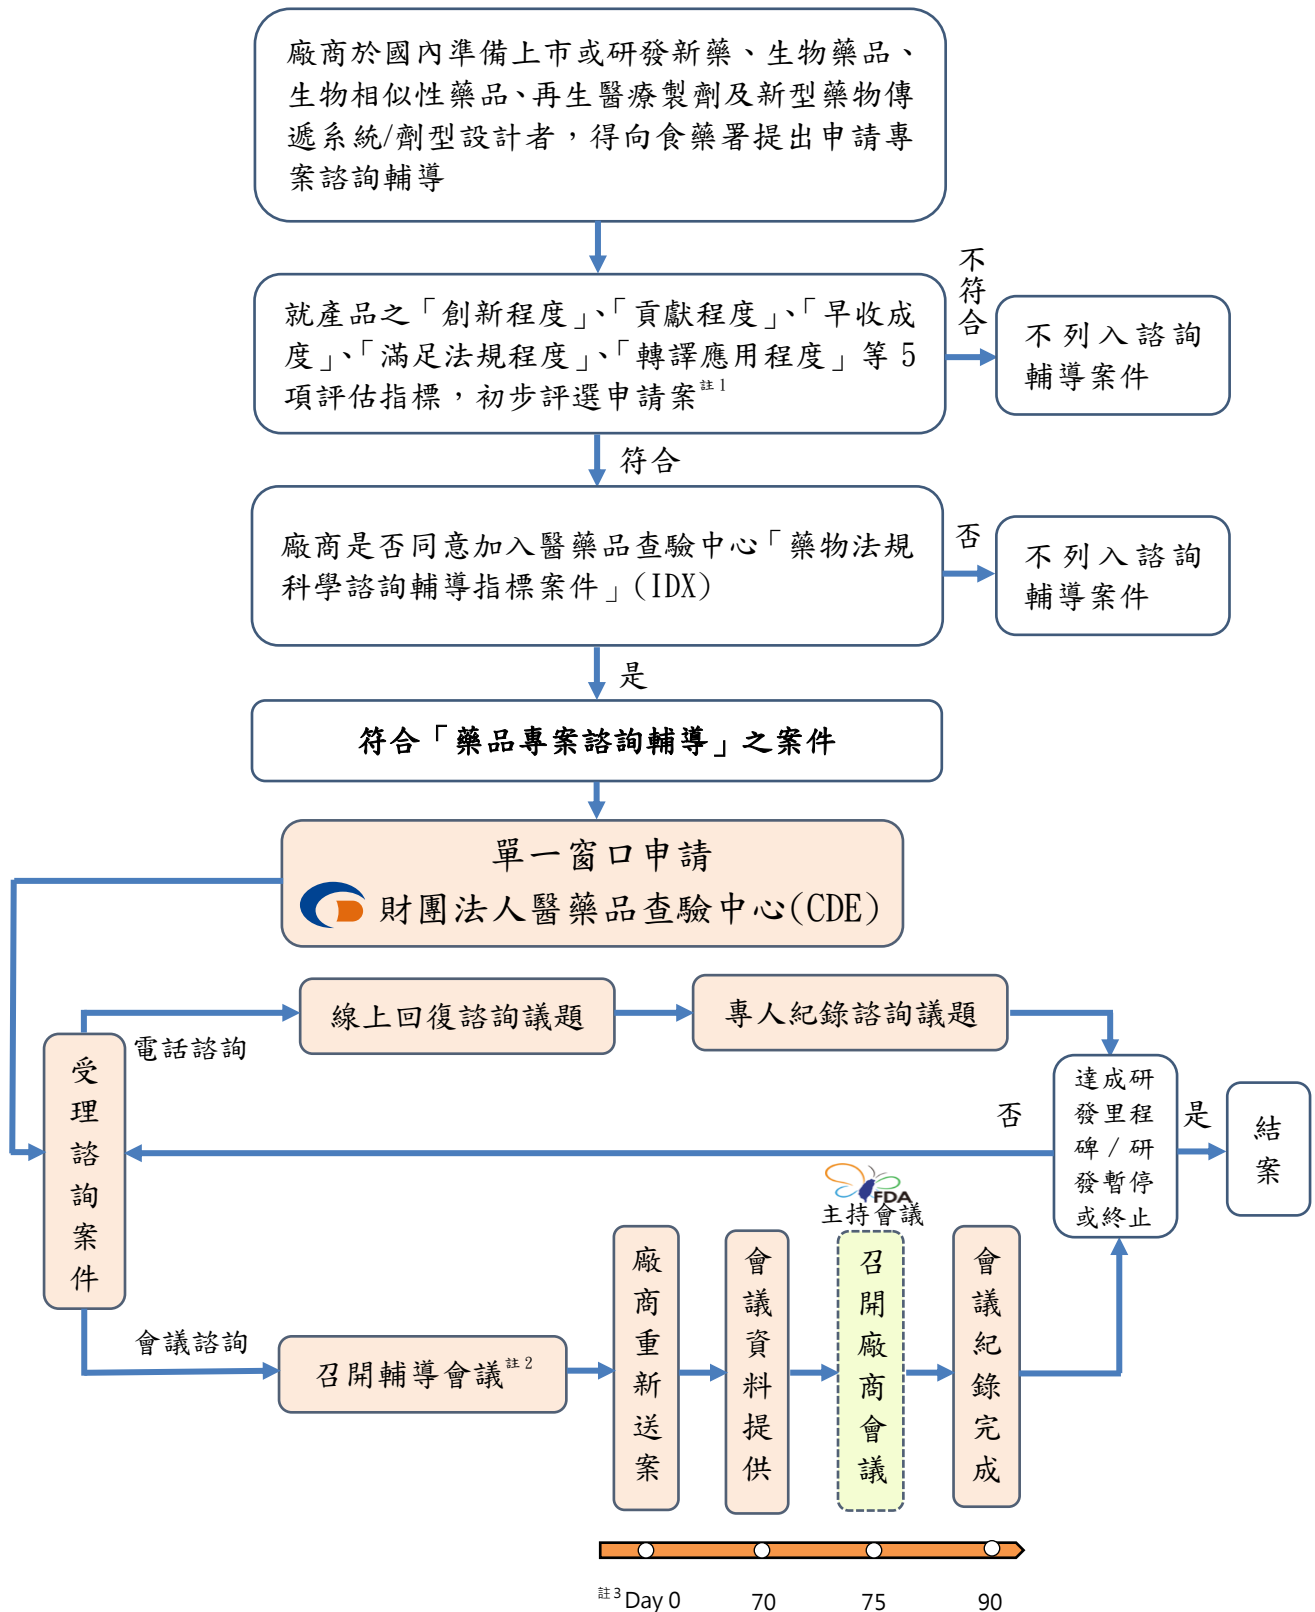 廠商於國內準備上市或研發新藥、生物藥品、
生物相似性藥品、再生醫療製劑及新型藥物傳
遞系統/劑型設計者，得向食藥署提出申請專
案諮詢輔導
就產品之「創新程度」、「貢獻程度」、「早收成
度」、「滿足法規程度」、「轉譯應用程度」等 5
項評估指標，初步評選申請案註1
不符合
不列入諮詢
輔導案件
符合
廠商是否同意加入醫藥品查驗中心「藥物法規
科學諮詢輔導指標案件」(IDX)
否
不列入諮詢
輔導案件
是
符合「藥品專案諮詢輔導」之案件
單一窗口申請
財團法人醫藥品查驗中心(CDE)
受理諮詢案件
電話諮詢
線上回復諮詢議題
專人紀錄諮詢議題
達成研
發里程
碑/研
發暫停
或終止
否
是
結案
會議諮詢
召開輔導會議註2
廠商重新送案
會議資料提供
FDA
主持會議
召開廠商會議
會議紀錄完成
註3 Day 0
70
75
90